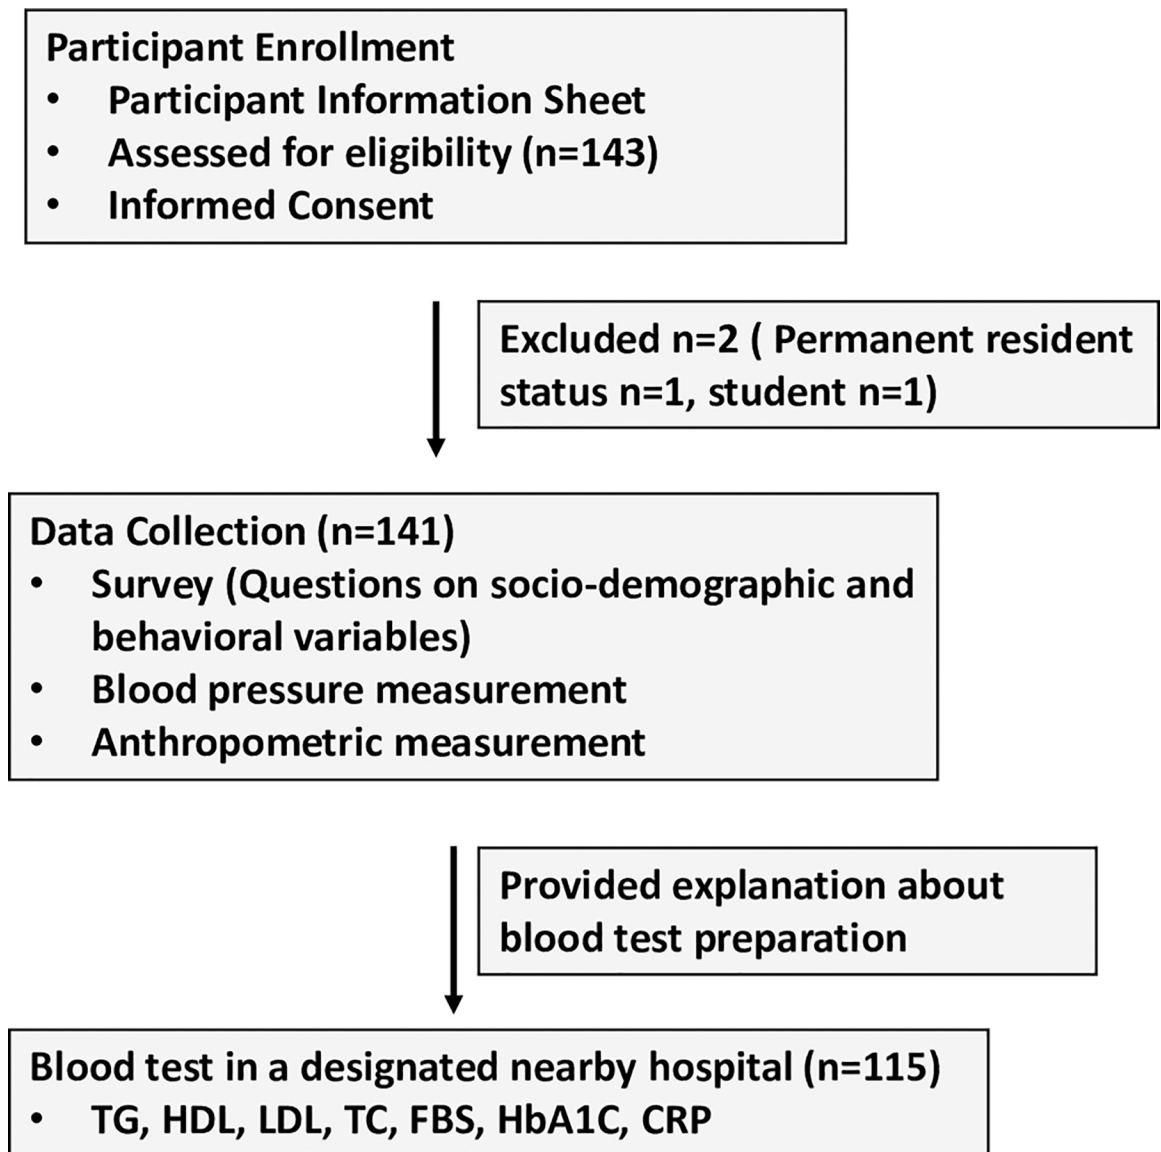 Participant Enrollment
• Participant Information Sheet
• Assessed for eligibility (n=143)
• Informed Consent
Excluded n=2 ( Permanent resident
status n=1, student n=1)
Data Collection (n=141)
• Survey (Questions on socio-demographic and
behavioral variables)
• Blood pressure measurement
• Anthropometric measurement
Provided explanation about
blood test preparation
Blood test in a designated nearby hospital (n=115)
• TG, HDL, LDL, TC, FBS, HbA1C, CRP